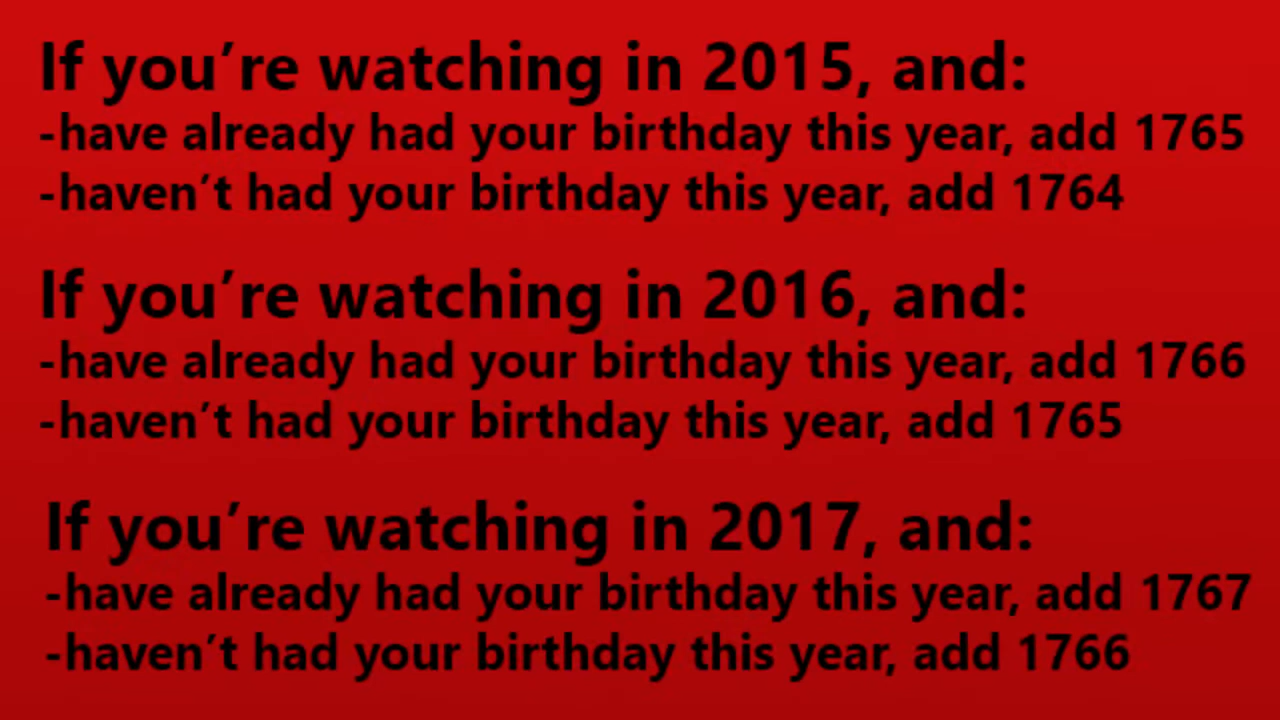 If you’re watching in 2015, and:
-have already had your birthday this year, add 1765
-haven’t had your birthday this year, add 1764
If you’re watching in 2016, and:
-have already had your birthday this year, add 1766
-haven’t had your birthday this year, add 1765
If you’re watching in 2017, and:
-have already had your birthday this year, add 1767
-haven’t had your birthday this year, add 1766